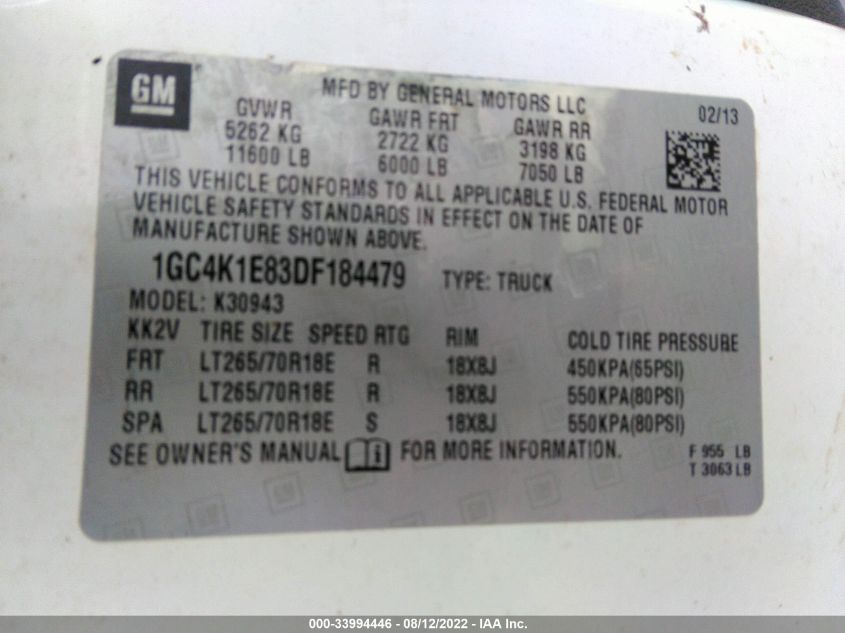 GM
MFD BY GENERAL MOTORS LLC
02/13
GVWR GAWR FRT GAWR RR
5262 KG 2722 KG 3198 KG
11600 LB 6000 LB 7050 LB
THIS VEHICLE CONFORMS TO ALL APPLICABLE U.S. FEDERAL MOTOR
VEHICLE SAFETY STANDARDS IN EFFECT ON THE DATE OF
MANUFACTURE SHOWN ABOVE.
1GC4K1E83DF184479 TYPE: TRUCK
MODEL: K30943
KK2V TIRE SIZE SPEED RTG RIM COLD TIRE PRESSURE
FRT LT265/70R18E R 18X8J 450KPA(65PSI)
RR LT265/70R18E R 18X8J 550KPA(80PSI)
SPA LT265/70R18E S 18X8J 550KPA(80PSI)
SEE OWNER'S MANUAL FOR MORE INFORMATION.
F 955 LB
T 3063 LB
000-33994446 - 08/12/2022 - IAA Inc.